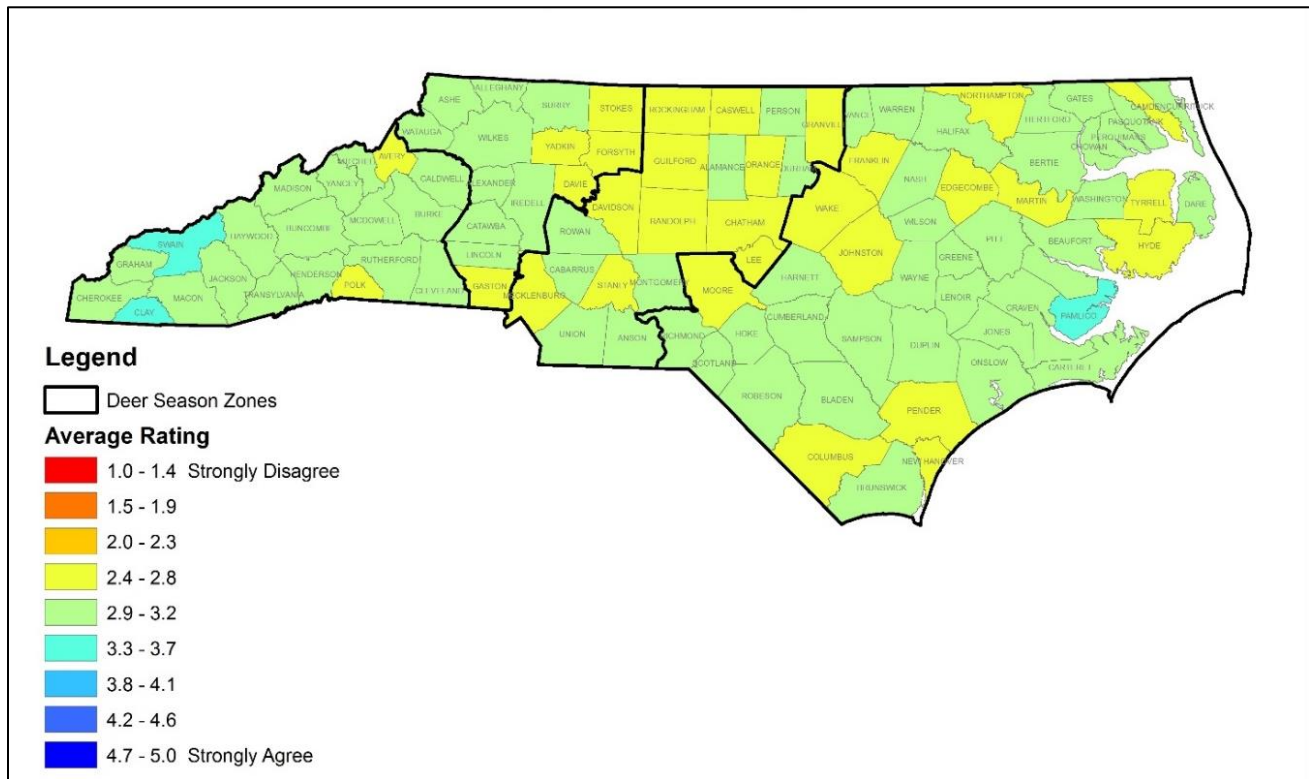 ALLEGHANY
ASHE
SURRY
STOKES
ROCKINGHAM
CASWELL
PERSON
GRANVILLE
VANCE
WARREN
NORTHAMPTON
GATES
CAMDEN
CURRITUCK
WATAUGA
WILKES
YADKIN
FORSYTH
GUILFORD
ALAMANCE
ORANGE
DURHAM
FRANKLIN
HALIFAX
HERTFORD
PASQUOTANK
PERQUIMANS
CHOWAN
BERTIE
MITCHELL
AVERY
CALDWELL
ALEXANDER
IREDELL
DAVIE
DAVIDSON
RANDOLPH
CHATHAM
WAKE
NASH
EDGECOMBE
MARTIN
WASHINGTON
TYRRELL
DARE
MADISON
YANCEY
MCDOWELL
BURKE
CATAWBA
ROWAN
LEE
JOHNSTON
WILSON
PITT
BEAUFORT
HYDE
SWAIN
HAYWOOD
BUNCOMBE
RUTHERFORD
LINCOLN
CABARRUS
STANLY
MONTGOMERY
MOORE
HARNETT
WAYNE
GREENE
GRAHAM
JACKSON
HENDERSON
POLK
CLEVELAND
GASTON
MECKLENBURG
LENOIR
CRAVEN
PAMLICO
CHEROKEE
MACON
TRANSYLVANIA
CLAY
UNION
ANSON
RICHMOND
HOKE
CUMBERLAND
SAMPSON
DUPLIN
JONES
ONSLOW
CARTERET
SCOTLAND
ROBESON
BLADEN
PENDER
COLUMBUS
NEW HANOVER
BRUNSWICK
Legend
Deer Season Zones
Average Rating
1.0 - 1.4 Strongly Disagree
1.5 - 1.9
2.0 - 2.3
2.4 - 2.8
2.9 - 3.2
3.3 - 3.7
3.8 - 4.1
4.2 - 4.6
4.7 - 5.0 Strongly Agree